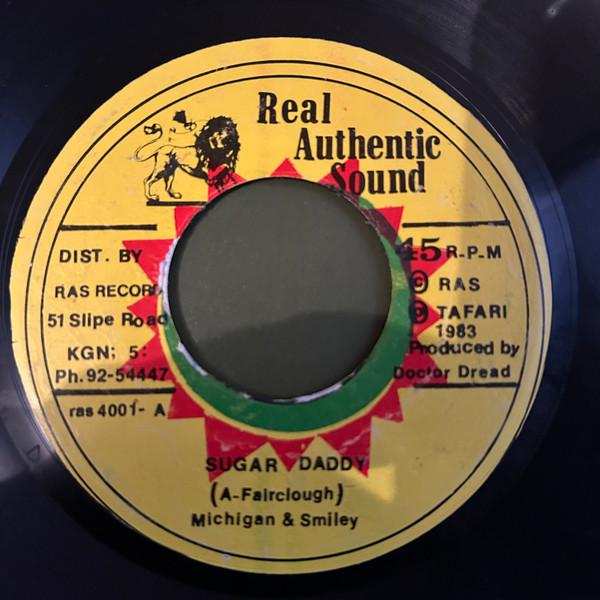 Real
Authentic
Sound
DIST. BY
RAS RECORD
51 Slipe Road
KGN; 5:
Ph. 92-54447
ras 4001- A
45 R-P-M
© RAS
℗ TAFARI
1983
Produced by
Doctor Dread
SUGAR DADDY
(A-Fairclough)
Michigan & Smiley